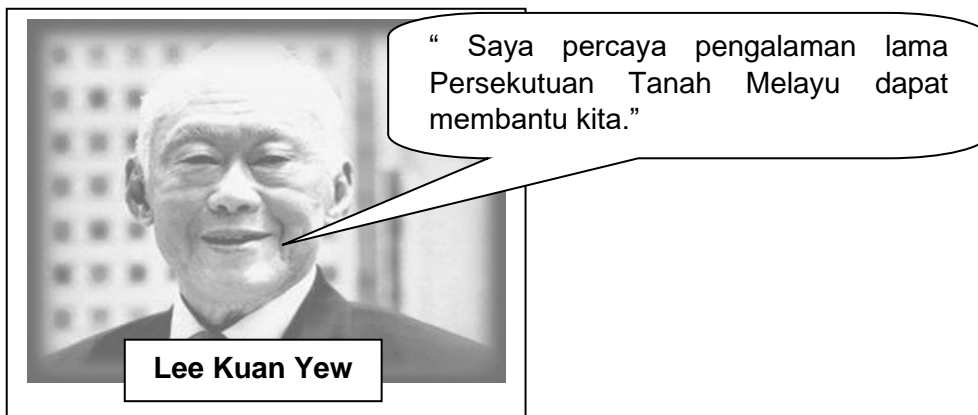 “ Saya percaya pengalaman lama
Persekutuan Tanah Melayu dapat
membantu kita.”
Lee Kuan Yew